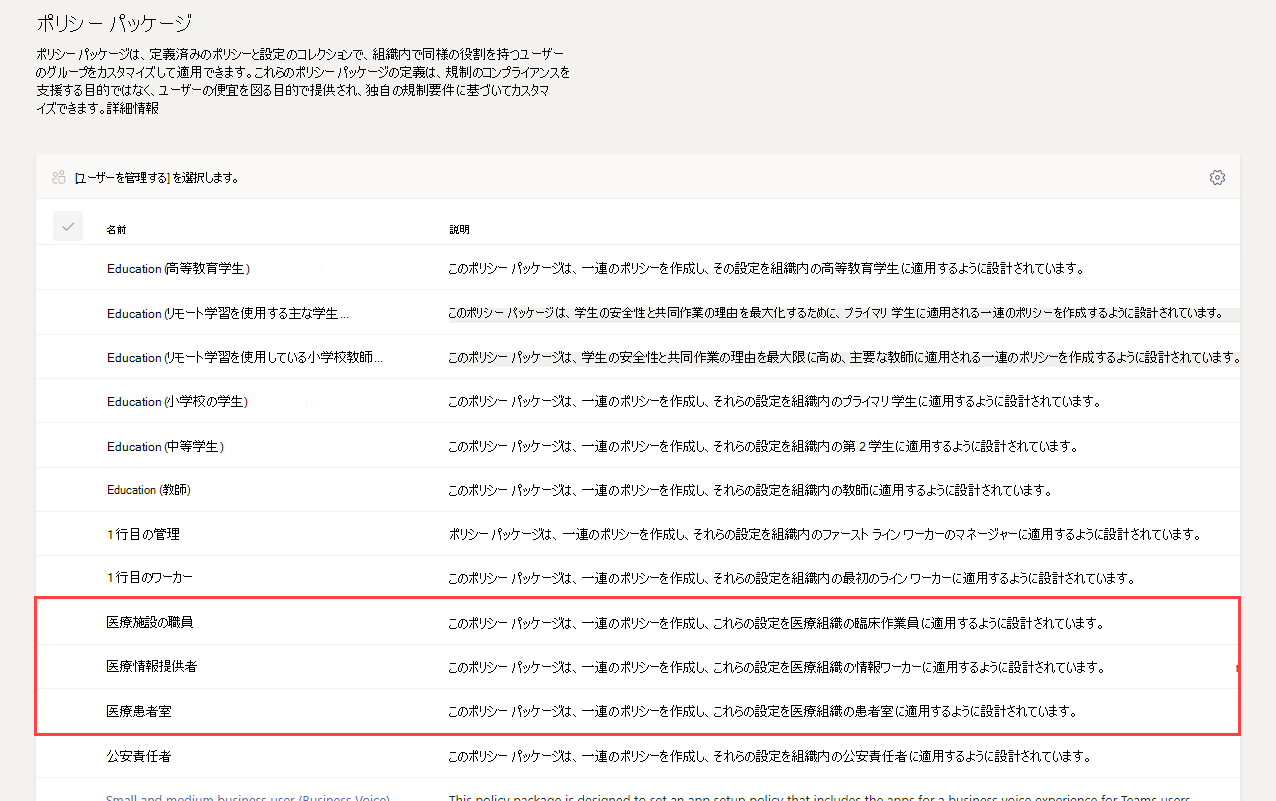 ポリシー パッケージ
ポリシー パッケージは、定義済みのポリシーと設定のコレクションで、組織内で同様の役割を持つユーザー
のグループをカスタマイズして適用できます。これらのポリシー パッケージの定義は、規制のコンプライアンスを
支援する目的ではなく、ユーザーの便宜を図る目的で提供され、独自の規制要件に基づいてカスタマ
イズできます。詳細情報
[ユーザーを管理する] を選択します。
名前 説明
Education (高等教育学生) このポリシー パッケージは、一連のポリシーを作成し、その設定を組織内の高等教育学生に適用するように設計されています。
Education (リモート学習を使用する主な学生... このポリシー パッケージは、学生の安全性と共同作業の理由を最大化するために、プライマリ 学生に適用される一連のポリシーを作成するように設計されています。
Education (リモート学習を使用している小学校教師... このポリシー パッケージは、学生の安全性と共同作業の理由を最大限に高め、主要な教師に適用される一連のポリシーを作成するように設計されています。
Education (小学校の学生) このポリシー パッケージは、一連のポリシーを作成し、それらの設定を組織内のプライマリ 学生に適用するように設計されています。
Education (中等学生) このポリシー パッケージは、一連のポリシーを作成し、それらの設定を組織内の第 2 学生に適用するように設計されています。
Education (教師) このポリシー パッケージは、一連のポリシーを作成し、それらの設定を組織内の教師に適用するように設計されています。
1 行目の管理 ポリシー パッケージは、一連のポリシーを作成し、それらの設定を組織内のファースト ライン ワーカーのマネージャーに適用するように設計されています。
1 行目のワーカー このポリシー パッケージは、一連のポリシーを作成し、それらの設定を組織内の最初のライン ワーカーに適用するように設計されています。
医療施設の職員 このポリシー パッケージは、一連のポリシーを作成し、これらの設定を医療組織の臨床作業員に適用するように設計されています。
医療情報提供者 このポリシー パッケージは、一連のポリシーを作成し、これらの設定を医療組織の情報ワーカーに適用するように設計されています。
医療患者室 このポリシー パッケージは、一連のポリシーを作成し、これらの設定を医療組織の患者室に適用するように設計されています。
公安責任者 このポリシー パッケージは、一連のポリシーを作成し、それらの設定を組織内の公安責任者に適用するように設計されています。
Small and medium business user (Business Voice) This policy package is designed to set an app setup policy that includes the apps for a business voice experience for Teams users